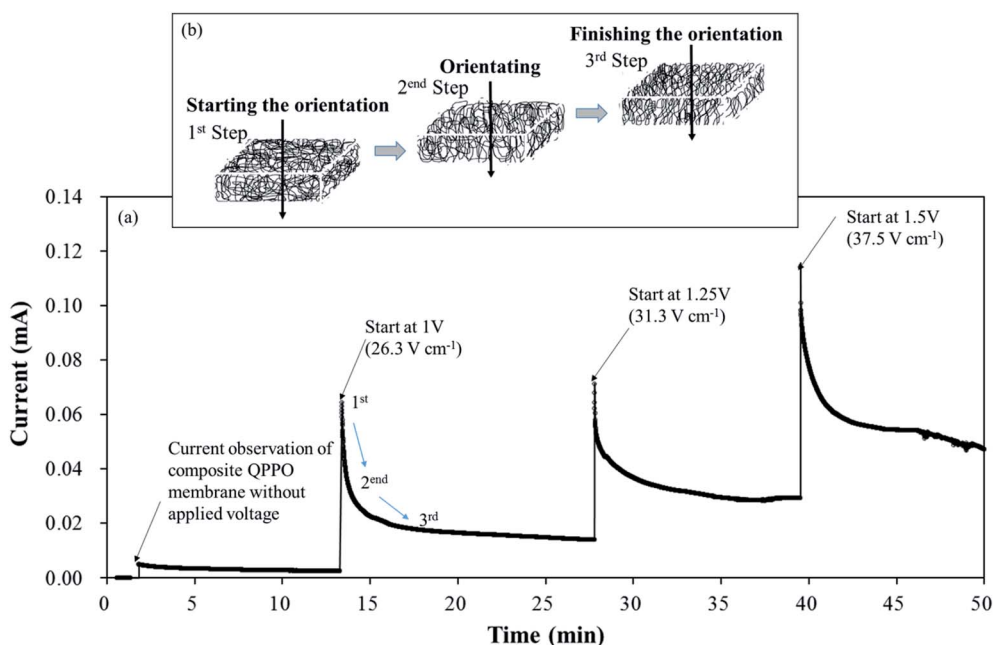 (b)
Finishing the orientation
3rd Step
Orientating
2end Step
Starting the orientation
1st Step
0.14
0.12
0.10
0.08
0.06
0.04
0.02
0.00
Current (mA)
(a)
Start at 1.5V
(37.5 V cm-1)
Start at 1.25V
(31.3 V cm-1)
Start at 1V
(26.3 V cm-1)
1st
2end
3rd
Current observation of
composite QPPO
membrane without
applied voltage
0 5 10 15 20 25 30 35 40 45 50
Time (min)